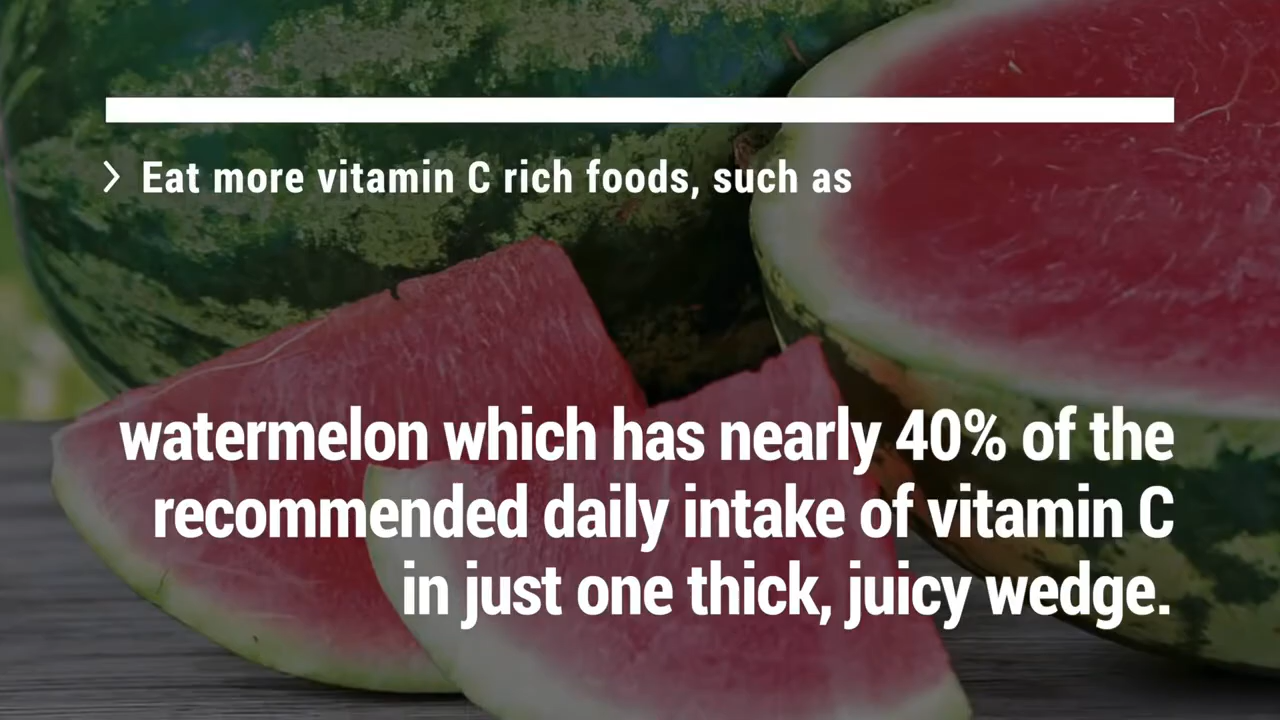 Eat more vitamin C rich foods, such as
watermelon which has nearly 40% of the
recommended daily intake of vitamin C
in just one thick, juicy wedge.